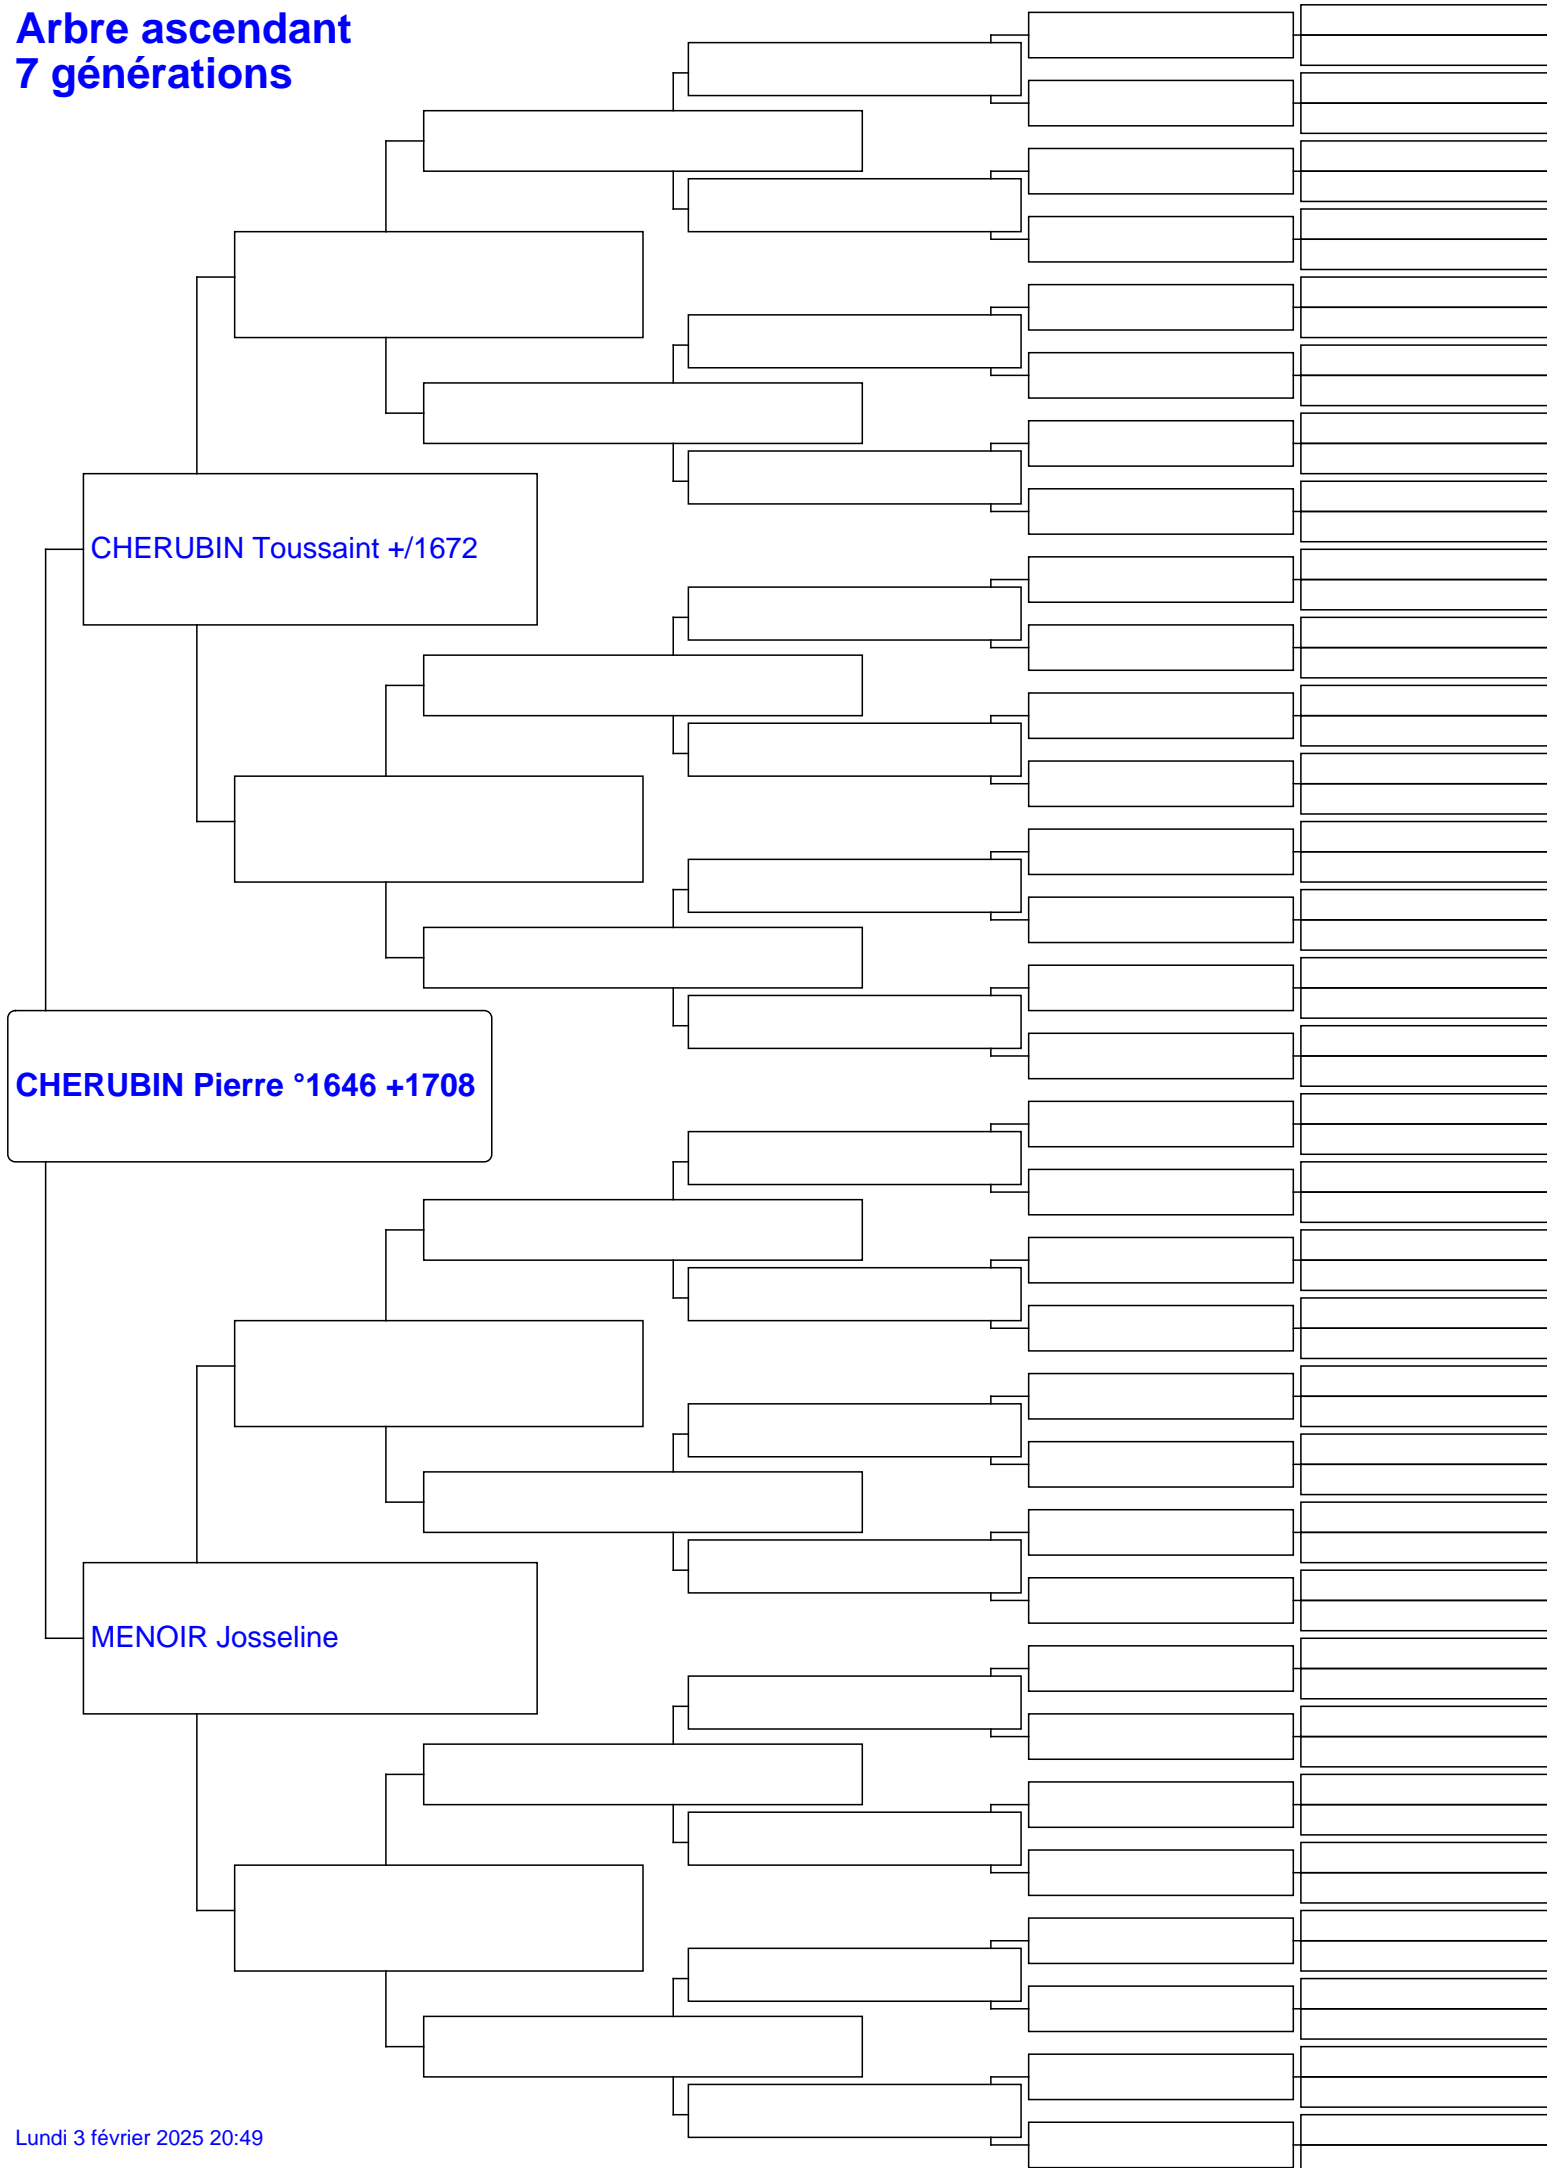 Arbre ascendant
7 générations
CHERUBIN Toussaint +/1672
CHERUBIN Pierre °1646 +1708
MENOIR Josseline
Lundi 3 février 2025 20:49